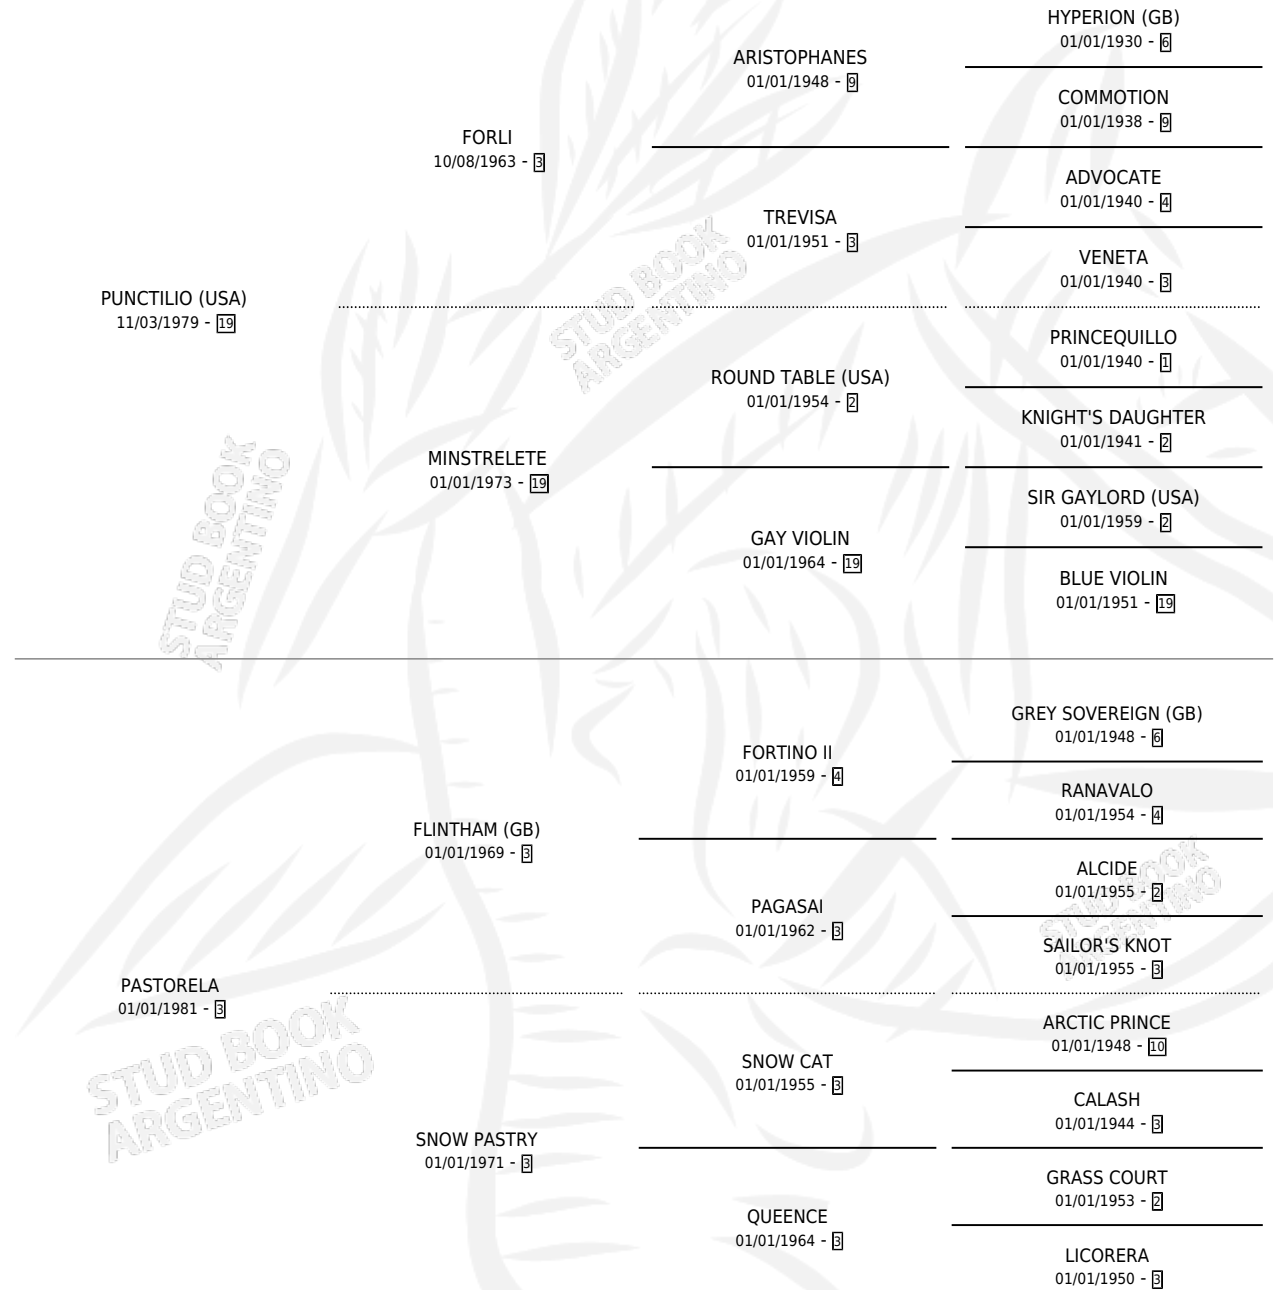 HYPERION (GB)
01/01/1930 - 6
ARISTOPHANES
01/01/1948 - 9
COMMOTION
01/01/1938 - 9
FORLI
10/08/1963 - 3
ADVOCATE
01/01/1940 - 4
TREVISA
01/01/1951 - 3
VENETA
01/01/1940 - 3
PUNCTILIO (USA)
11/03/1979 - 19
PRINCEQUILLO
01/01/1940 - 1
ROUND TABLE (USA)
01/01/1954 - 2
KNIGHT'S DAUGHTER
01/01/1941 - 2
MINSTRELETE
01/01/1973 - 19
SIR GAYLORD (USA)
01/01/1959 - 2
GAY VIOLIN
01/01/1964 - 19
BLUE VIOLIN
01/01/1951 - 19
GREY SOVEREIGN (GB)
01/01/1948 - 6
FORTINO II
01/01/1959 - 4
RANAVALO
01/01/1954 - 4
FLINTHAM (GB)
01/01/1969 - 3
ALCIDE
01/01/1955 - 2
PAGASAI
01/01/1962 - 3
SAILOR'S KNOT
01/01/1955 - 3
PASTORELA
01/01/1981 - 3
ARCTIC PRINCE
01/01/1948 - 10
SNOW CAT
01/01/1955 - 3
CALASH
01/01/1944 - 3
SNOW PASTRY
01/01/1971 - 3
GRASS COURT
01/01/1953 - 2
QUEENCE
01/01/1964 - 3
LICORERA
01/01/1950 - 3
STUD BOOK
ARGENTINO
STUD BOOK
ARGENTINO
STUD BOOK
ARGENTINO
STUD BOOK
ARGENTINO